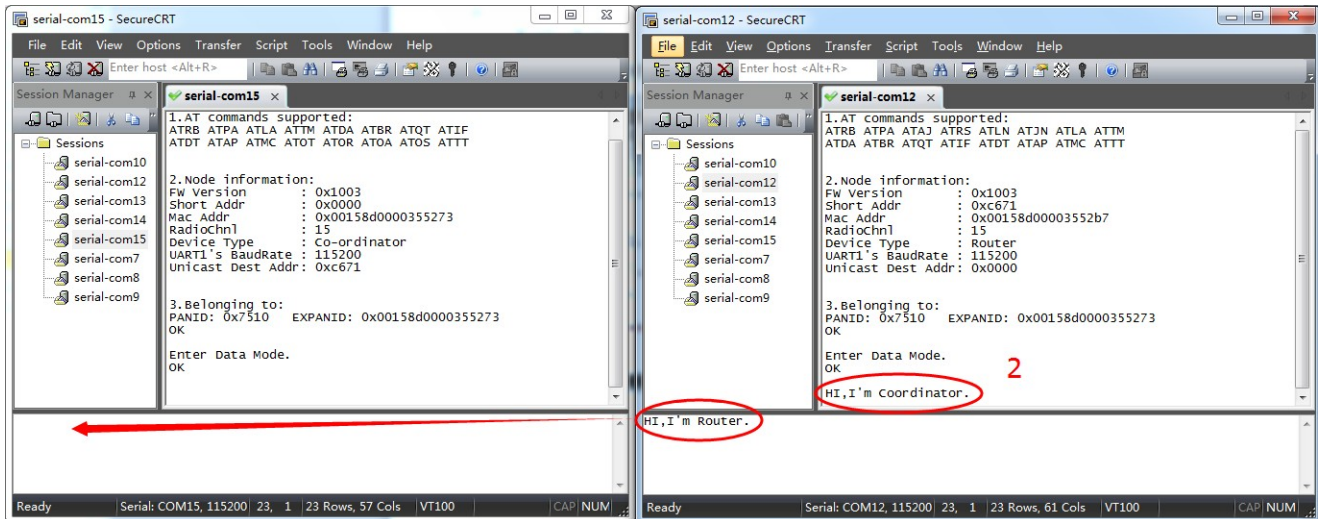 serial-com15 - SecureCRT
File Edit View Options Transfer Script Tools Window Help
Enter host <Alt+R>
Session Manager
serial-com15
Sessions
serial-com10
serial-com12
serial-com13
serial-com14
serial-com15
serial-com7
serial-com8
serial-com9
1.AT commands supported:
ATRB ATPA ATLA ATTM ATDA ATBR ATQT ATIF
ATDT ATAP ATMC ATOT ATOR ATOA ATOS ATTT
2.Node information:
FW Version : 0x1003
Short Addr : 0x0000
Mac Addr : 0x00158d0000355273
RadioChnl : 15
Device Type : Co-ordinator
UART1's BaudRate : 115200
Unicast Dest Addr: 0xc671
3.Belonging to:
PANID: 0x7510 EXPANID: 0x00158d0000355273
OK
Enter Data Mode.
OK
Ready Serial: COM15, 115200 23, 1 23 Rows, 57 Cols VT100 CAP NUM
serial-com12 - SecureCRT
File Edit View Options Transfer Script Tools Window Help
Enter host <Alt+R>
Session Manager
serial-com12
Sessions
serial-com10
serial-com12
serial-com13
serial-com14
serial-com15
serial-com7
serial-com8
serial-com9
1.AT commands supported:
ATRB ATPA ATAJ ATRS ATLN ATJN ATLA ATTM
ATDA ATBR ATQT ATIF ATDT ATAP ATMC ATTT
2.Node information:
FW Version : 0x1003
Short Addr : 0xc671
Mac Addr : 0x00158d00003552b7
RadioChnl : 15
Device Type : Router
UART1's BaudRate : 115200
Unicast Dest Addr: 0x0000
3.Belonging to:
PANID: 0x7510 EXPANID: 0x00158d0000355273
OK
Enter Data Mode.
OK
2
HI,I'm Coordinator.
HI,I'm Router.
Ready Serial: COM12, 115200 23, 1 23 Rows, 61 Cols VT100 CAP NUM